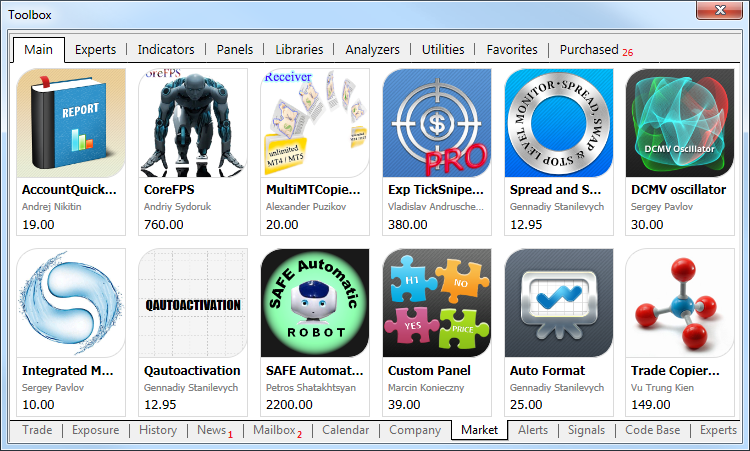 Toolbox
Main Experts Indicators Panels Libraries Analyzers Utilities Favorites Purchased 26
REPORT
AccountQuick...
Andrej Nikitin
19.00
oreFPS
CoreFPS
Andriy Sydoruk
760.00
Receiver
unlimited
MT4 / MT5
unlimited
MT4 / MT5
MultiMTCopie...
Alexander Puzikov
20.00
$
PRO
Exp TickSnipe...
Vladislav Andrusche...
380.00
MONITOR • SPREAD, SWAP & STOP LEVEL
Spread and S...
Gennadiy Stanilevych
12.95
DCMV Oscillator
DCMV oscillator
Sergey Pavlov
30.00
Integrated M...
Sergey Pavlov
10.00
QAUTOACTIVATION
Qautoactivation
Gennadiy Stanilevych
12.95
SAFE Automatic
ROBOT
SAFE Automat...
Petros Shatakhtsyan
2200.00
H1
NO
YES
PRICE
Custom Panel
Marcin Konieczny
39.00
Auto Format
Gennadiy Stanilevych
25.00
Trade Copier...
Vu Trung Kien
149.00
Trade Exposure History News 1 Mailbox 2 Calendar Company Market Alerts Signals Code Base Experts